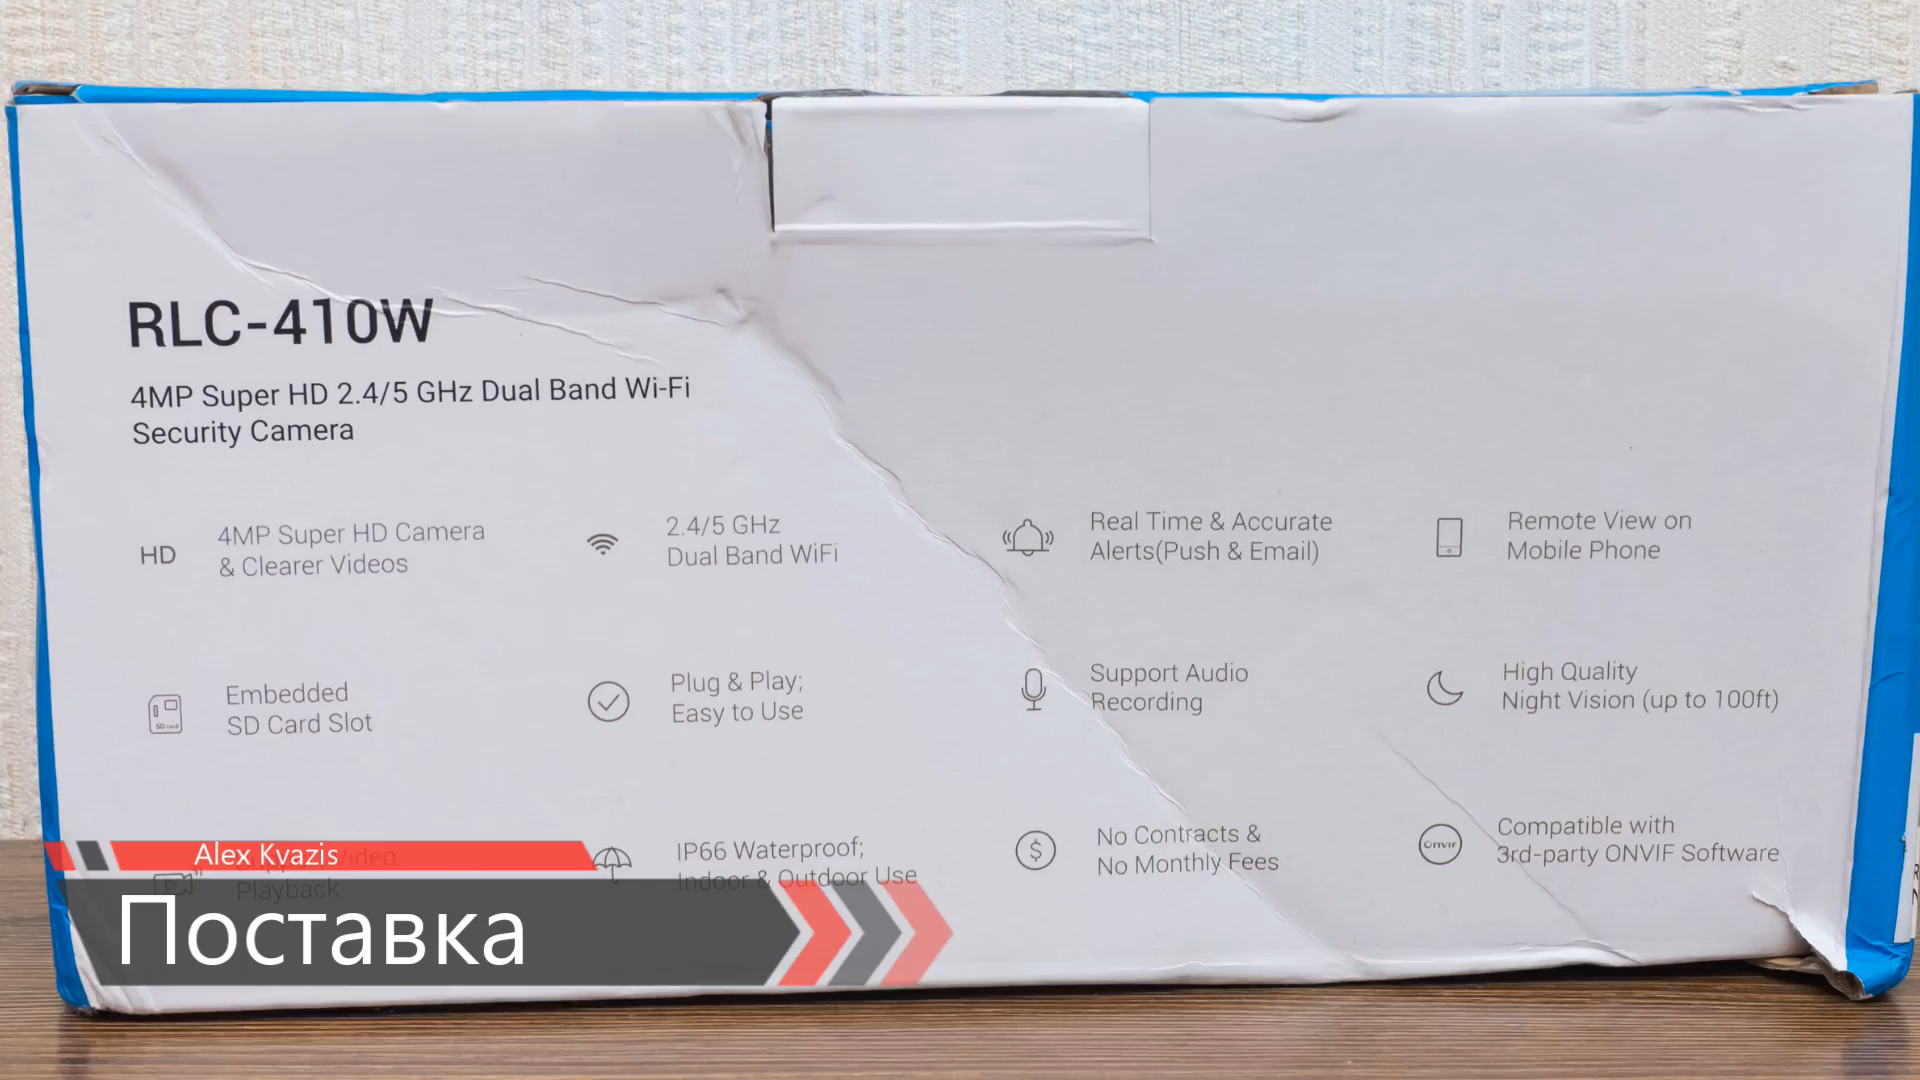 RLC-410W
4MP Super HD 2.4/5 GHz Dual Band Wi-Fi
Security Camera
HD
4MP Super HD Camera
& Clearer Videos
2.4/5 GHz
Dual Band WiFi
Real Time & Accurate
Alerts(Push & Email)
Remote View on
Mobile Phone
SD card
Embedded
SD Card Slot
Plug & Play;
Easy to Use
Support Audio
Recording
High Quality
Night Vision (up to 100ft)
Video
Playback
IP66 Waterproof;
Indoor & Outdoor Use
$
No Contracts &
No Monthly Fees
Onvif
Compatible with
3rd-party ONVIF Software
Alex Kvazis
Поставка